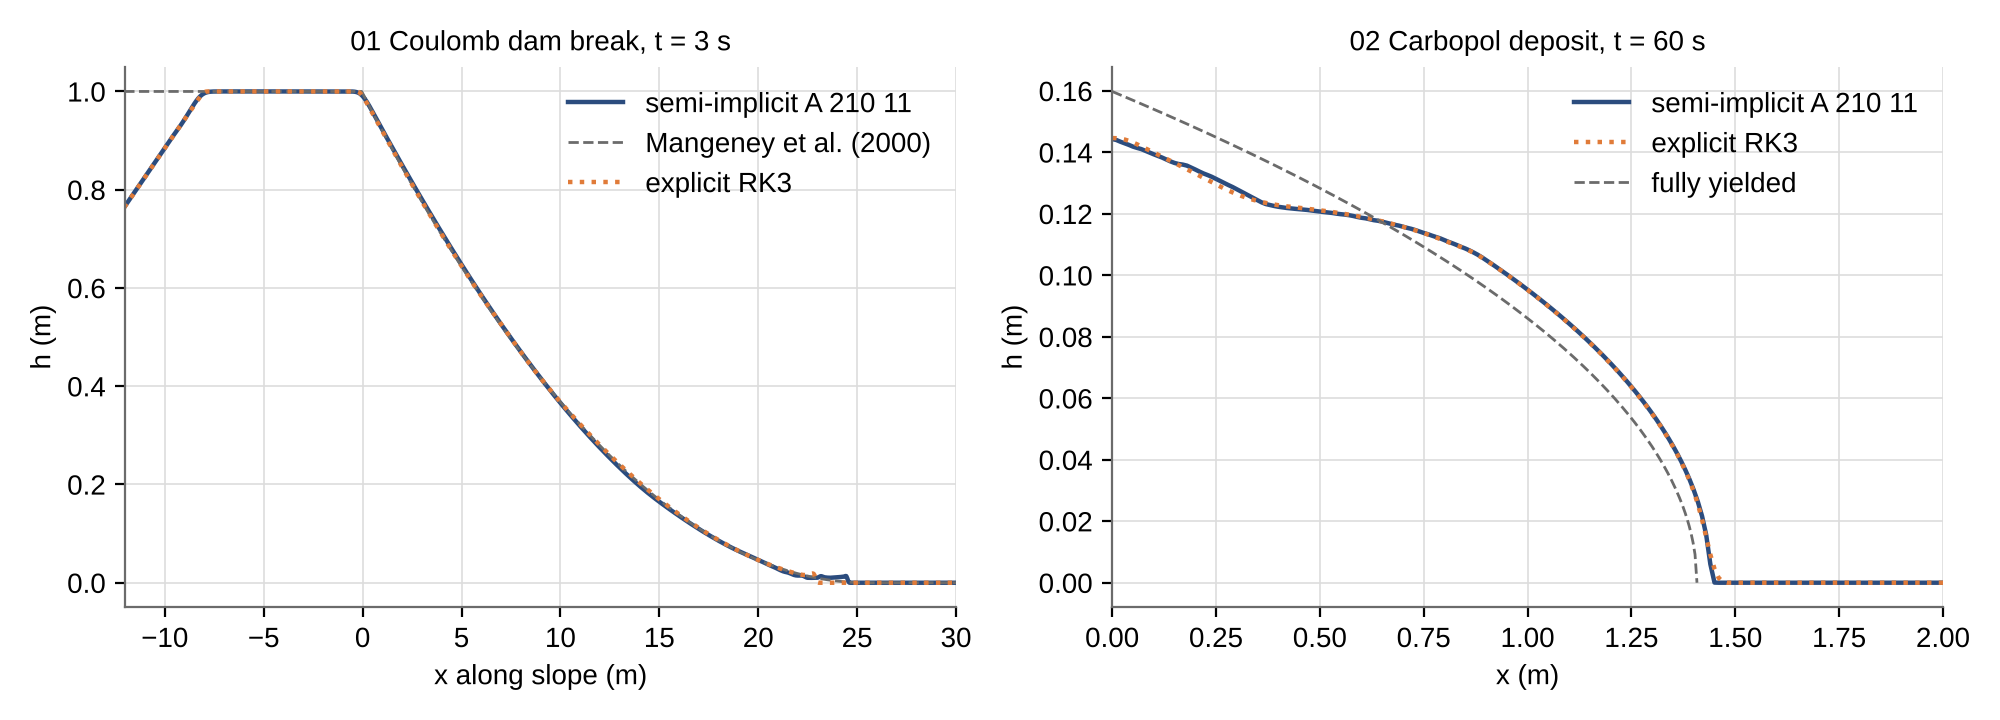 01 Coulomb dam break, t = 3 s
1.0
0.8
0.6
0.4
0.2
0.0
h (m)
semi-implicit A 210 11
Mangeney et al. (2000)
explicit RK3
−10 −5 0 5 10 15 20 25 30
x along slope (m)
02 Carbopol deposit, t = 60 s
0.16
0.14
0.12
0.10
0.08
0.06
0.04
0.02
0.00
h (m)
semi-implicit A 210 11
explicit RK3
fully yielded
0.00 0.25 0.50 0.75 1.00 1.25 1.50 1.75 2.00
x (m)